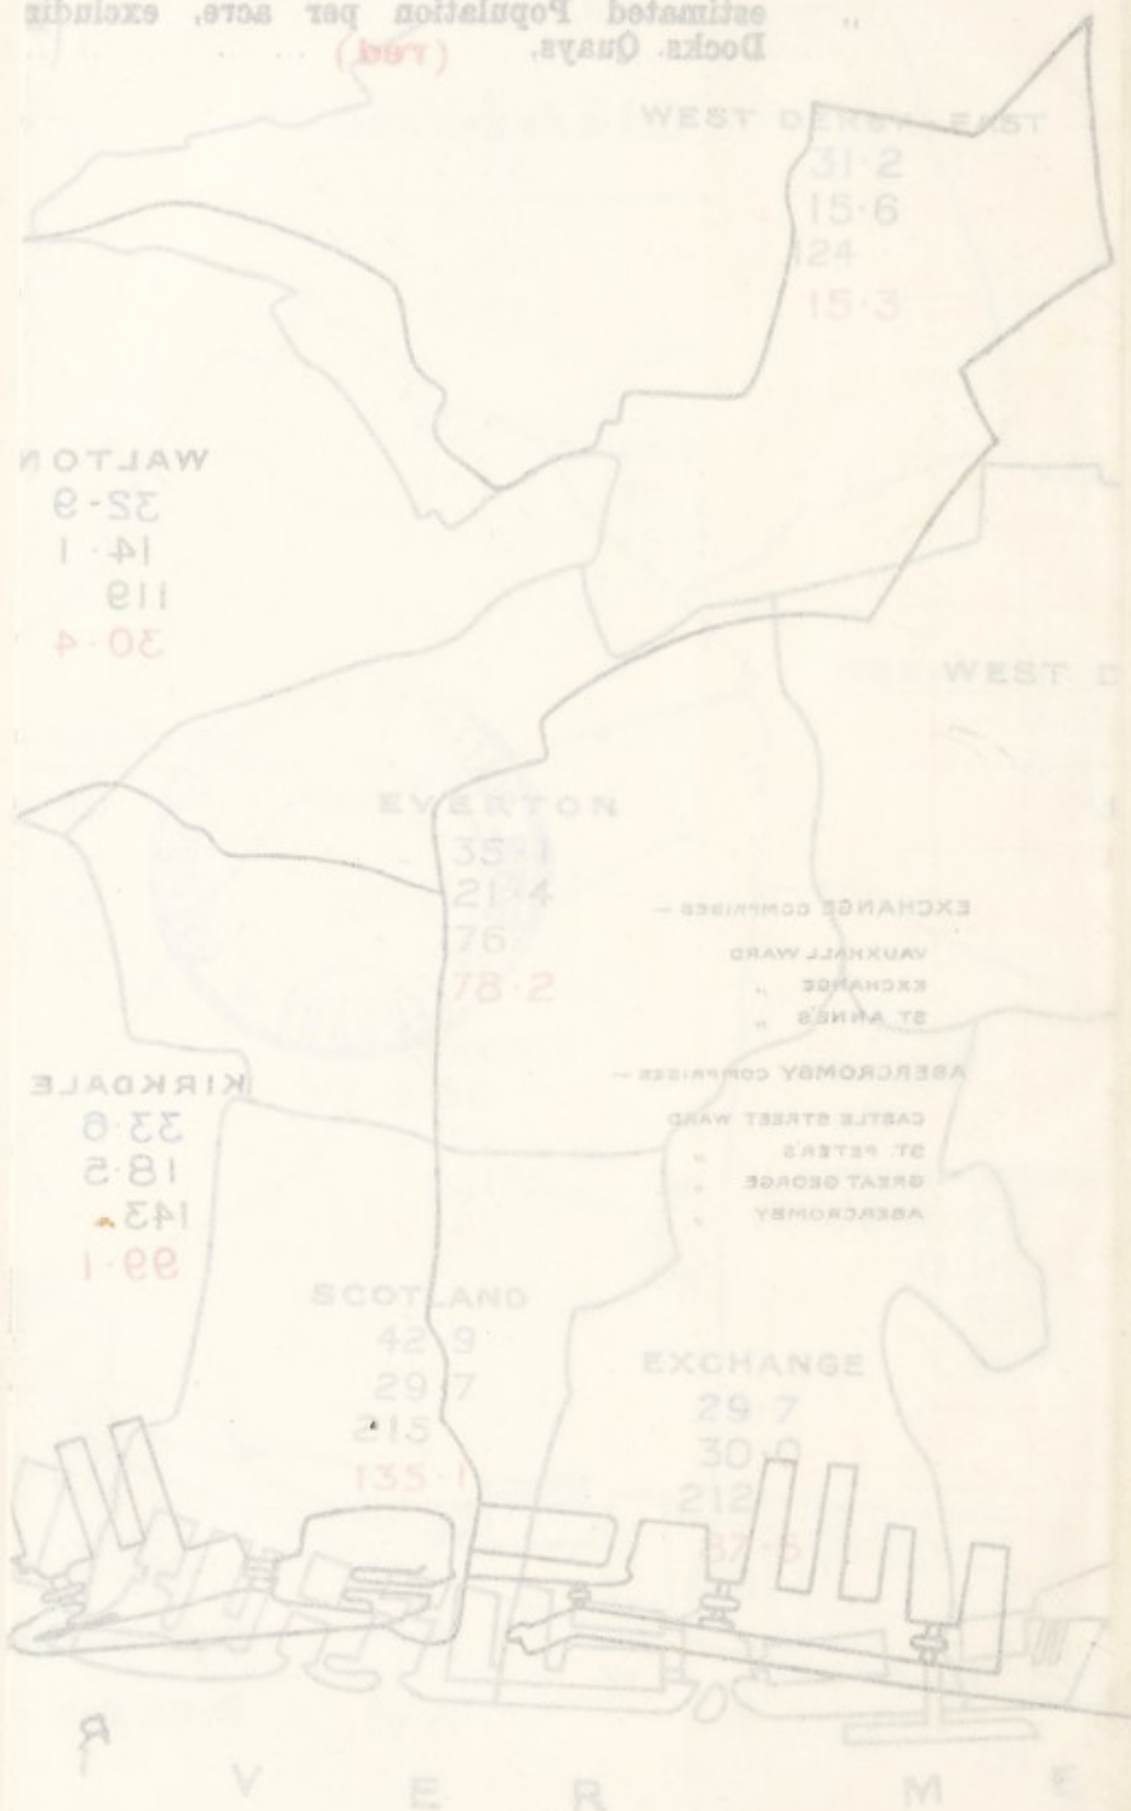 „ estimated Population per acre, excludin
Docks. Quays, (red)
WEST DERBY EAST
31·2
15·6
124
15·3
WALTON
32·9
14·1
119
30·4
WEST D
EVERTON
35·1
21·4
76
78·2
EXCHANGE COMPRISES —
VAUXHALL WARD
EXCHANGE „
ST. ANNE'S „
ABERCROMBY COMPRISES —
CASTLE STREET WARD
ST. PETER'S „
GREAT GEORGE „
ABERCROMBY „
KIRKDALE
33·6
18·5
143
99·1
SCOTLAND
42·9
29·7
215
135·1
EXCHANGE
29·7
30·0
212
87·5
R V E R M E